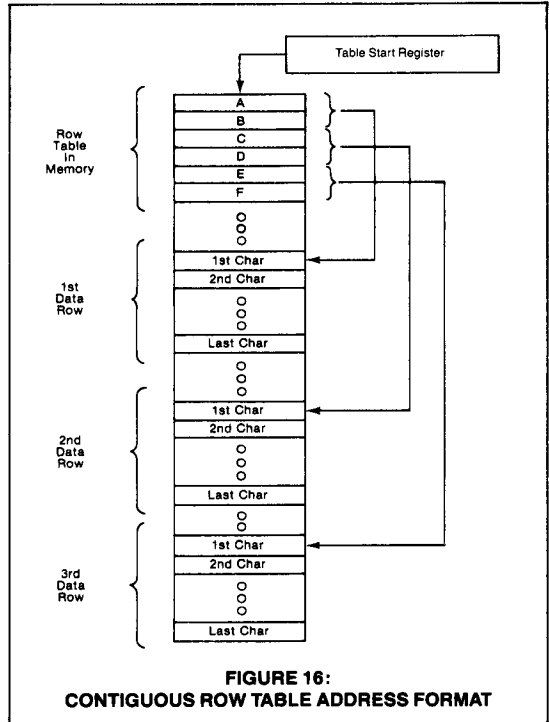 Table Start Register
A
B
C
D
E
F
Row
Table
In
Memory
1st Char
2nd Char
Last Char
1st
Data
Row
1st Char
2nd Char
Last Char
2nd
Data
Row
1st Char
2nd Char
Last Char
3rd
Data
Row
FIGURE 16:
CONTIGUOUS ROW TABLE ADDRESS FORMAT